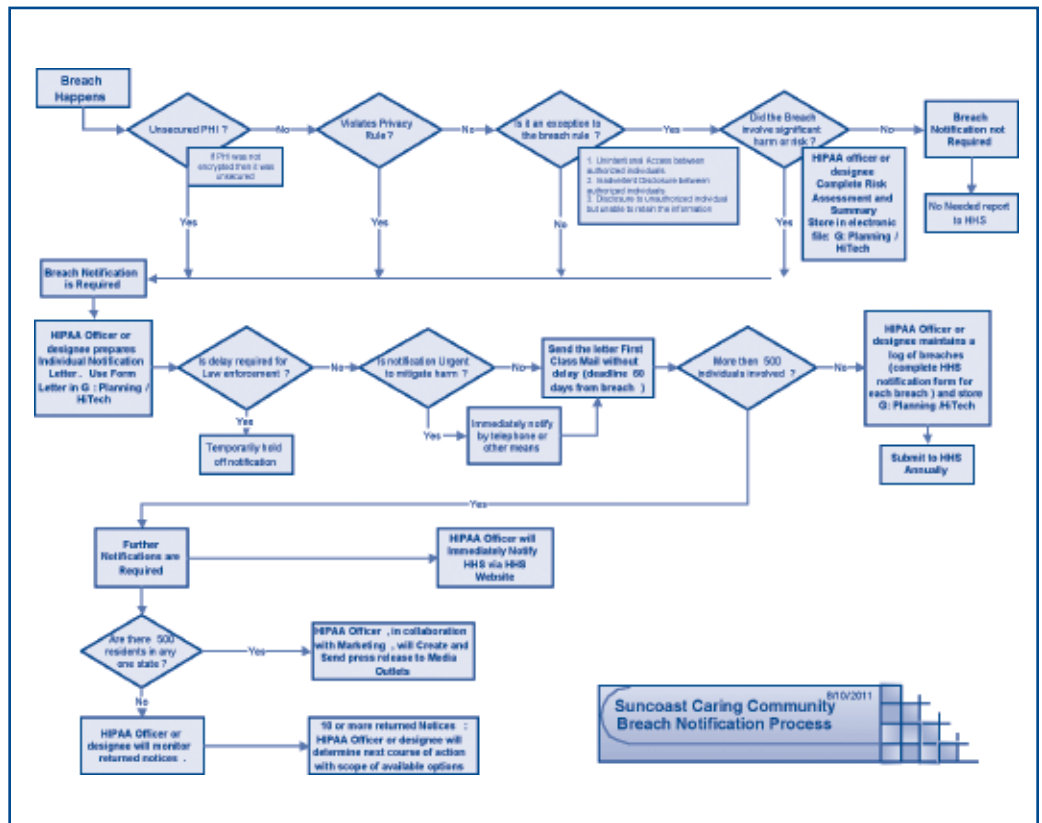 Breach
Happens
Unsecured PHI ?
No
Violates Privacy
Rule ?
No
Is it an exception to
the breach rule ?
Yes
Did the Breach
involve significant
harm or risk ?
No
Breach
Notification not
Required
If PHI was not
encrypted then it was
unsecured
1. Unintentional Access between
authorized individuals
2. Inadvertent Disclosure between
authorized individuals
3. Disclosure to unauthorized individual
but unable to retain the information
HIPAA officer or
designee
Complete Risk
Assessment and
Summary
Store in electronic
file: G: Planning /
HiTech
No Needed report
to HHS
Yes
Yes
No
Yes
Breach Notification
is Required
HIPAA Officer or
designee prepares
Individual Notification
Letter . Use Form
Letter in G : Planning /
HiTech
Is delay required for
Law enforcement ?
No
Is notification Urgent
to mitigate harm ?
No
Send the letter First
Class Mail without
delay (deadline 60
days from breach )
More then 500
individuals involved ?
No
HIPAA Officer or
designee maintains a
log of breaches
(complete HHS
notification form for
each breach ) and store
G: Planning /HiTech
Yes
Temporarily hold
off notification
Yes
Immediately notify
by telephone or
other means
Submit to HHS
Annually
Yes
Further
Notifications are
Required
HIPAA Officer will
Immediately Notify
HHS via HHS
Website
Are there 500
residents in any
one state ?
Yes
HIPAA Officer , in collaboration
with Marketing , will Create and
Send press release to Media
Outlets
No
HIPAA Officer or
designee will monitor
returned notices .
10 or more returned Notices :
HIPAA Officer or designee will
determine next course of action
with scope of available options
8/10/2011
Suncoast Caring Community
Breach Notification Process